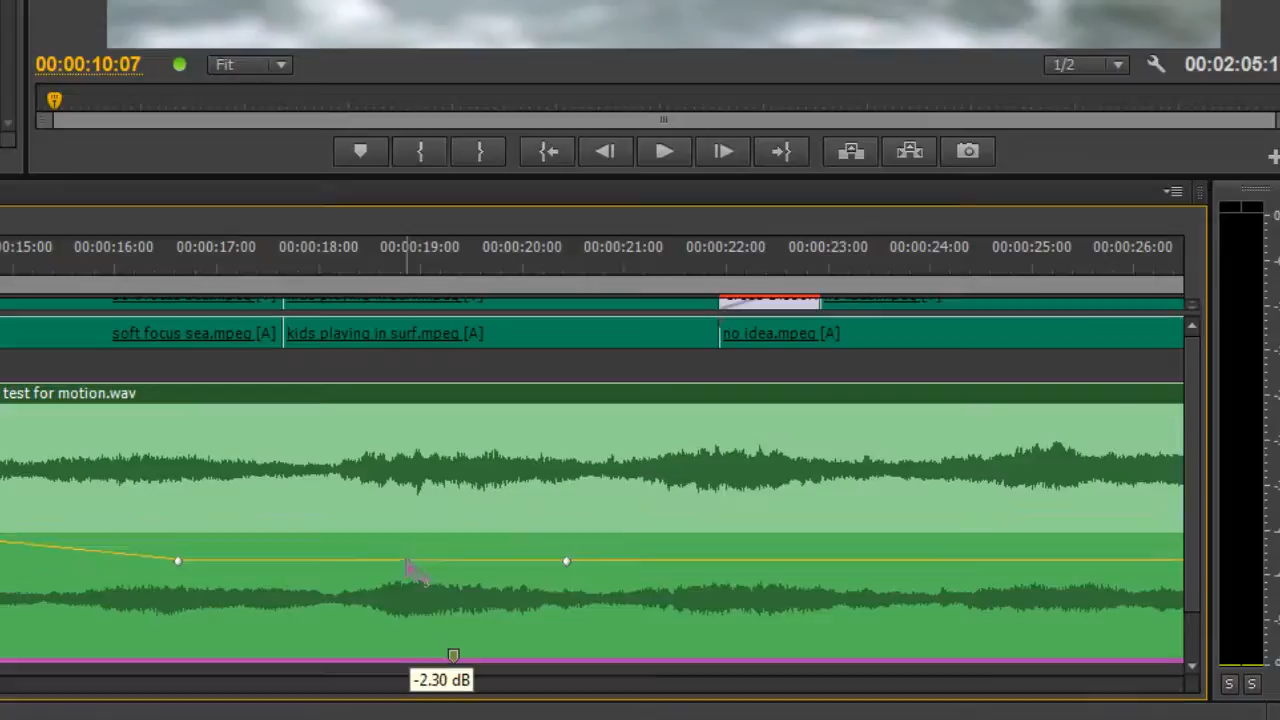 00:00:10:07 Fit 1/2 00:02:05:1
0:15:00 00:00:16:00 00:00:17:00 00:00:18:00 00:00:19:00 00:00:20:00 00:00:21:00 00:00:22:00 00:00:23:00 00:00:24:00 00:00:25:00 00:00:26:00
soft focus sea.mpeg [A] kids playing in surf.mpeg [A] no idea.mpeg [A]
test for motion.wav
-2.30 dB
S S